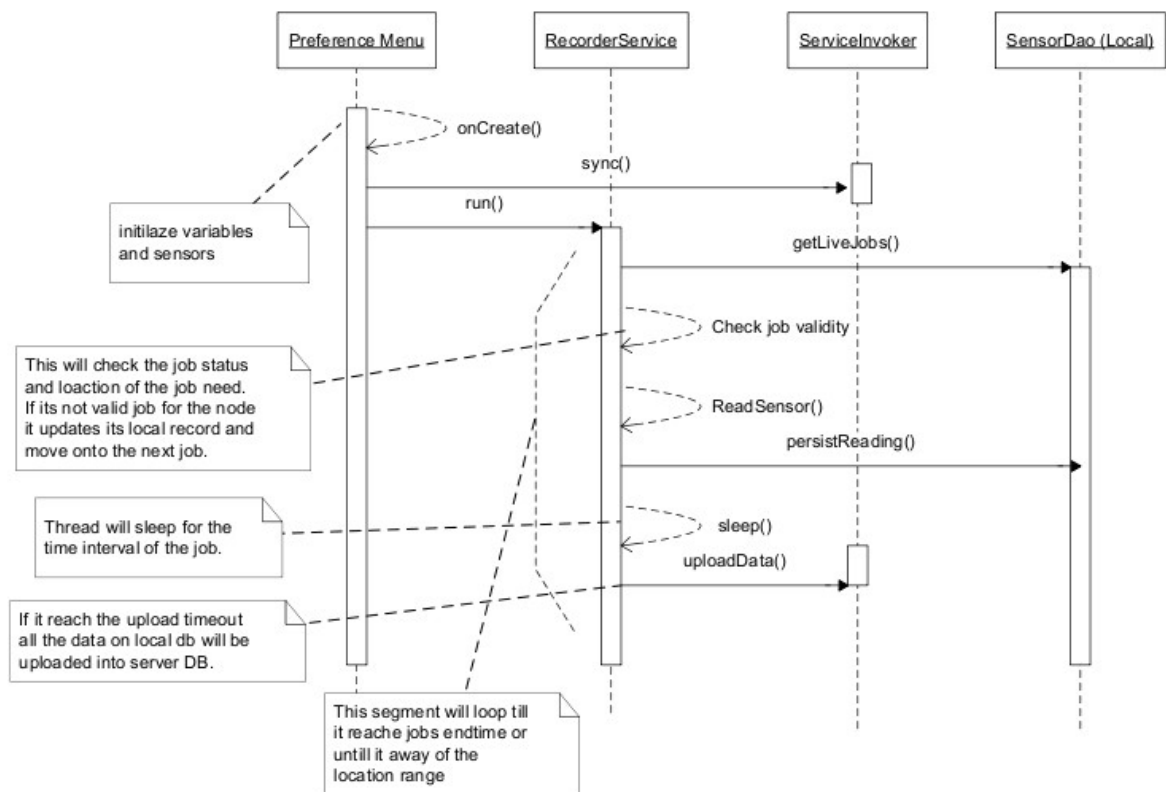 Preference Menu
RecorderService
ServiceInvoker
SensorDao (Local)
onCreate()
sync()
run()
initilaze variables
and sensors
getLiveJobs()
Check job validity
This will check the job status
and loaction of the job need.
If its not valid job for the node
it updates its local record and
move onto the next job.
ReadSensor()
persistReading()
Thread will sleep for the
time interval of the job.
sleep()
uploadData()
If it reach the upload timeout
all the data on local db will be
uploaded into server DB.
This segment will loop till
it reache jobs endtime or
untill it away of the
location range